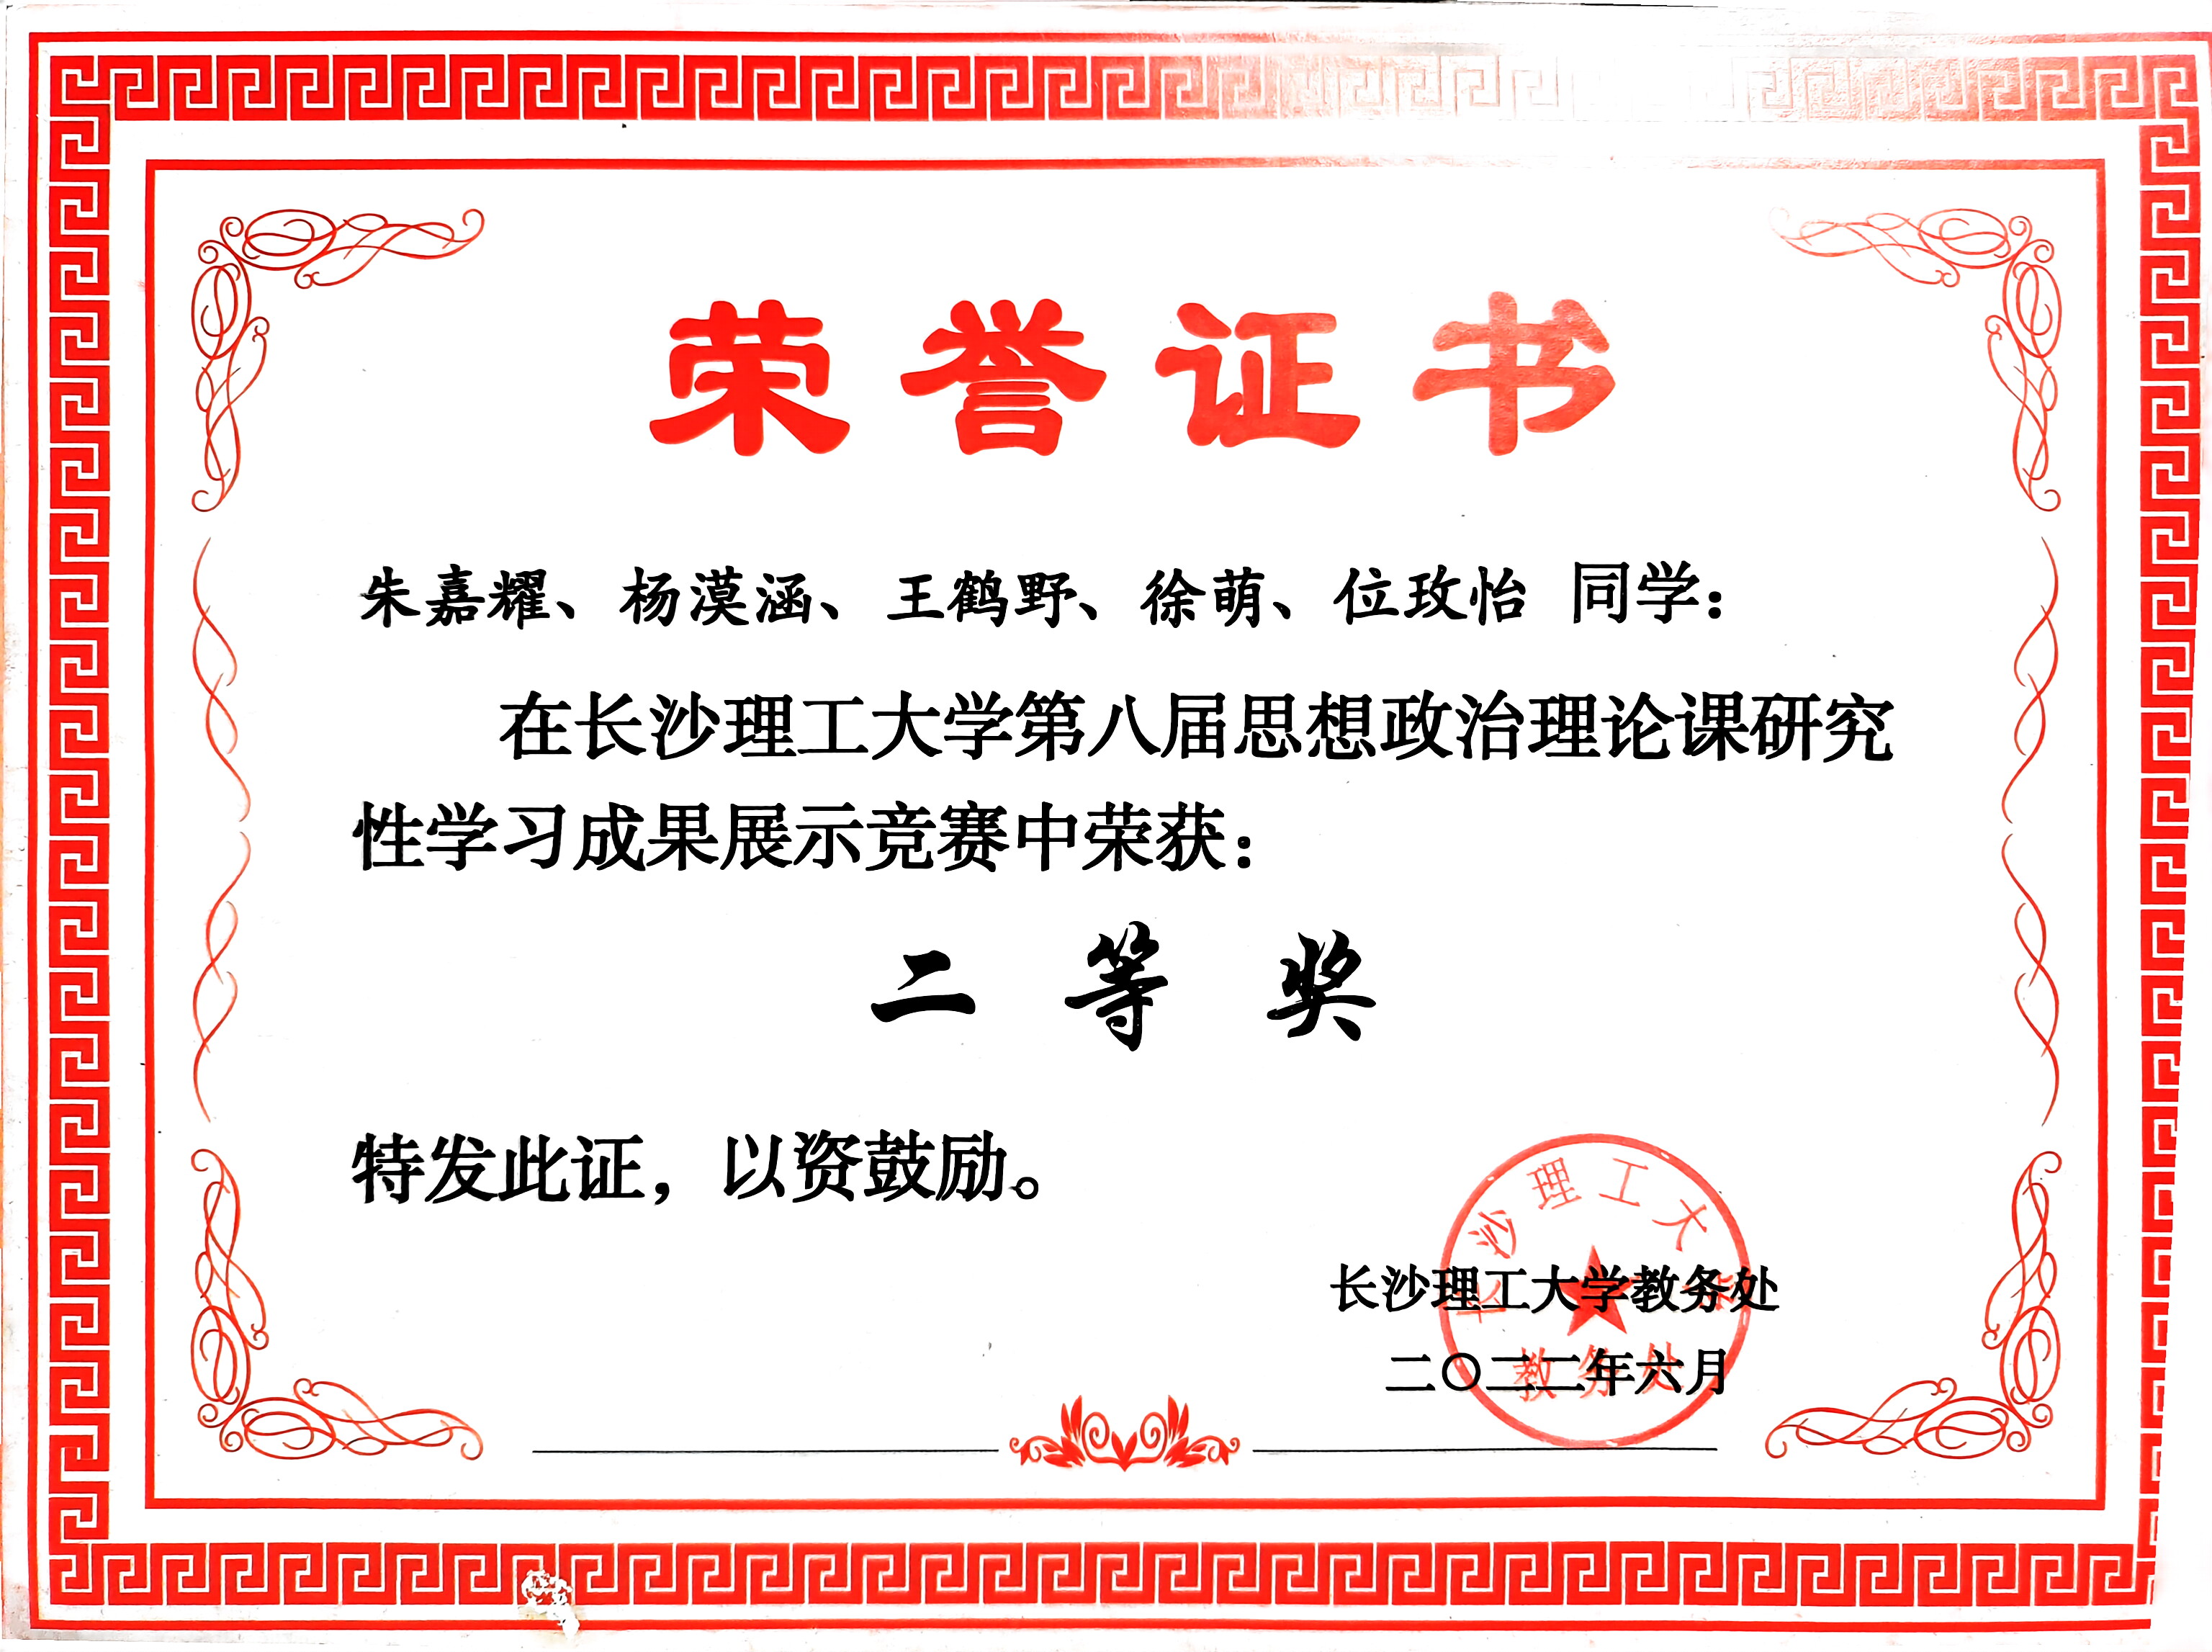 荣誉证书
朱嘉耀、杨漠涵、王鹤野、徐萌、位玫怡 同学：
在长沙理工大学第八届思想政治理论课研究
性学习成果展示竞赛中荣获：
二等奖
特发此证，以资鼓励。
长沙理工大学
长沙理工大学教务处
二〇二二年六月
教务处